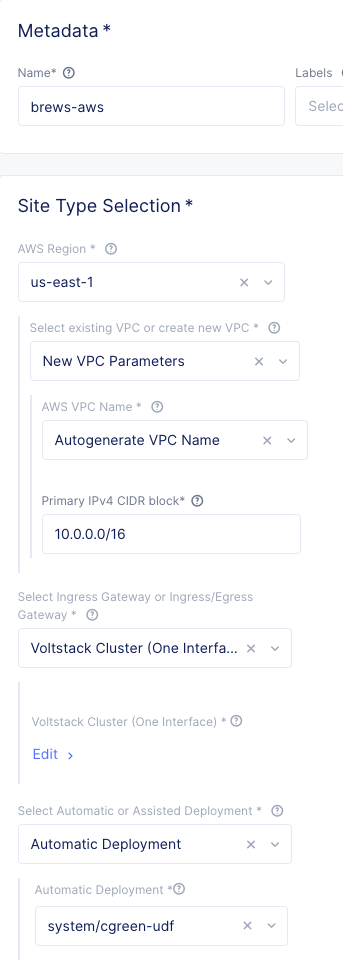 Metadata *
Name* Labels
brews-aws Selec
Site Type Selection *
AWS Region *
us-east-1
Select existing VPC or create new VPC *
New VPC Parameters
AWS VPC Name *
Autogenerate VPC Name
Primary IPv4 CIDR block*
10.0.0.0/16
Select Ingress Gateway or Ingress/Egress
Gateway *
Voltstack Cluster (One Interfa...
Voltstack Cluster (One Interface) *
Edit
Select Automatic or Assisted Deployment *
Automatic Deployment
Automatic Deployment *
system/cgreen-udf